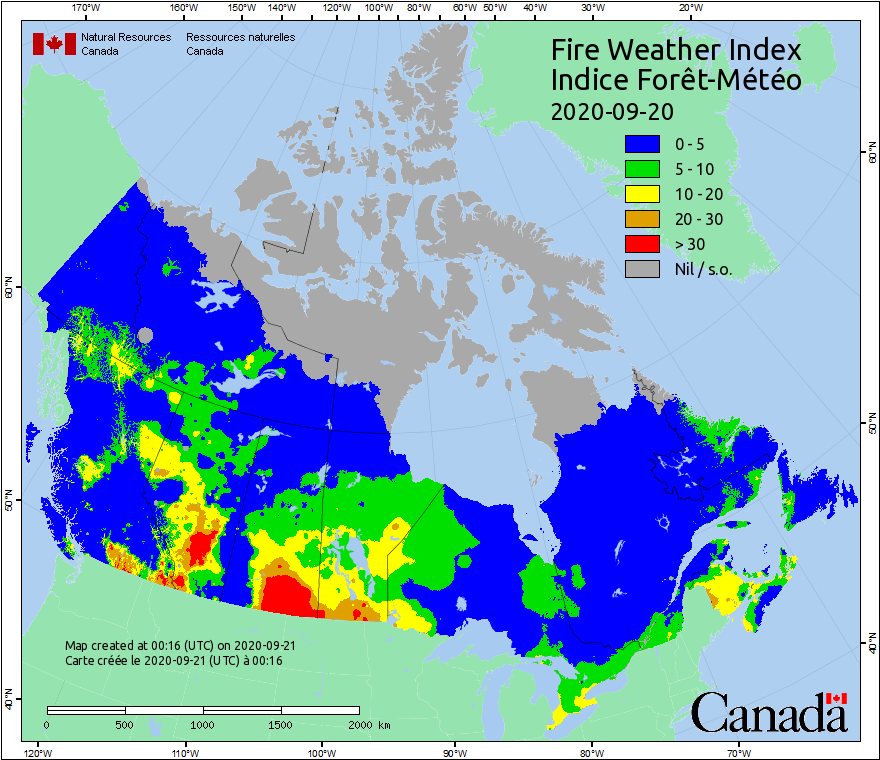 170°W 160°W 150°W 140°W 120°W 100°W 80°W 60°W 50°W 40°W 30°W 20°W
Natural Resources Ressources naturelles
Canada Canada
Fire Weather Index
Indice Forêt-Météo
2020-09-20
0 - 5
5 - 10
10 - 20
20 - 30
> 30
Nil / s.o.
60°N
60°N
50°N
50°N
40°N
40°N
Map created at 00:16 (UTC) on 2020-09-21
Carte créée le 2020-09-21 (UTC) à 00:16
0 500 1000 1500 2000 km
Canada
120°W 110°W 100°W 90°W 80°W 70°W